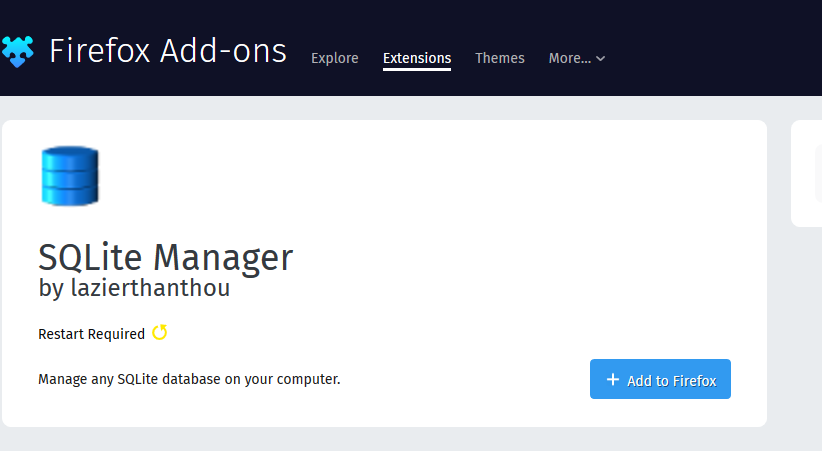 Firefox Add-ons Explore Extensions Themes More...
SQLite Manager
by lazierthanthou
Restart Required
Manage any SQLite database on your computer.
+ Add to Firefox